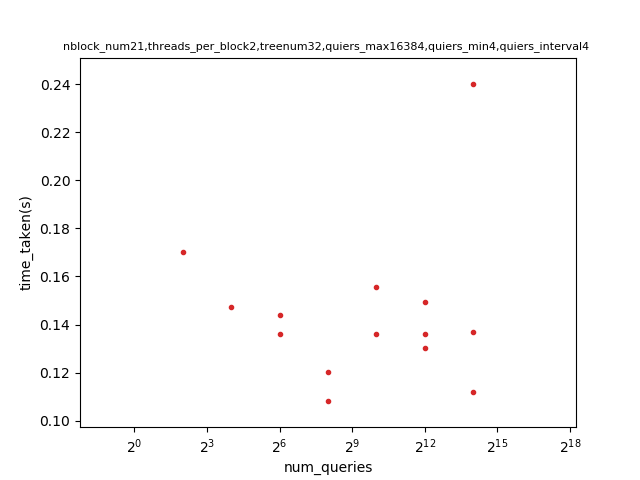 nblock_num21,threads_per_block2,treenum32,quiers_max16384,quiers_min4,quiers_interval4
0.24
0.22
0.20
0.18
0.16
0.14
0.12
0.10
time_taken(s)
2^0 2^3 2^6 2^9 2^12 2^15 2^18
num_queries